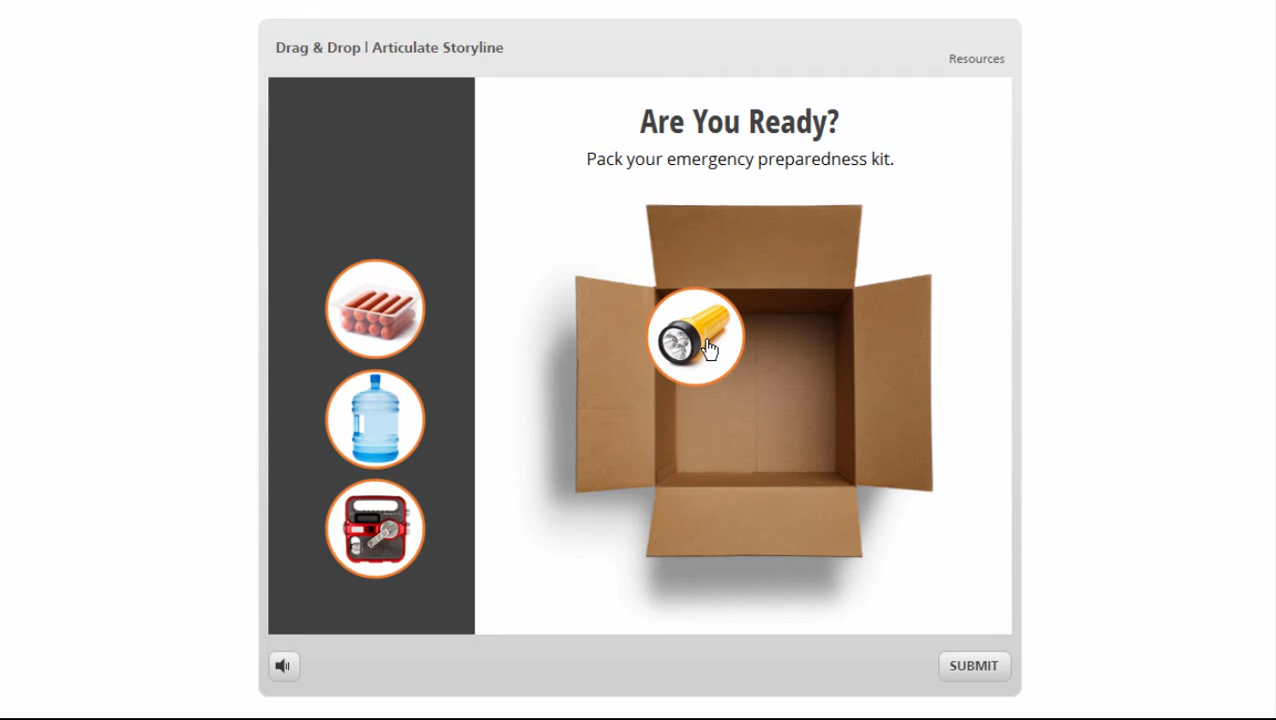 Drag & Drop | Articulate Storyline
Resources
Are You Ready?
Pack your emergency preparedness kit.
SUBMIT